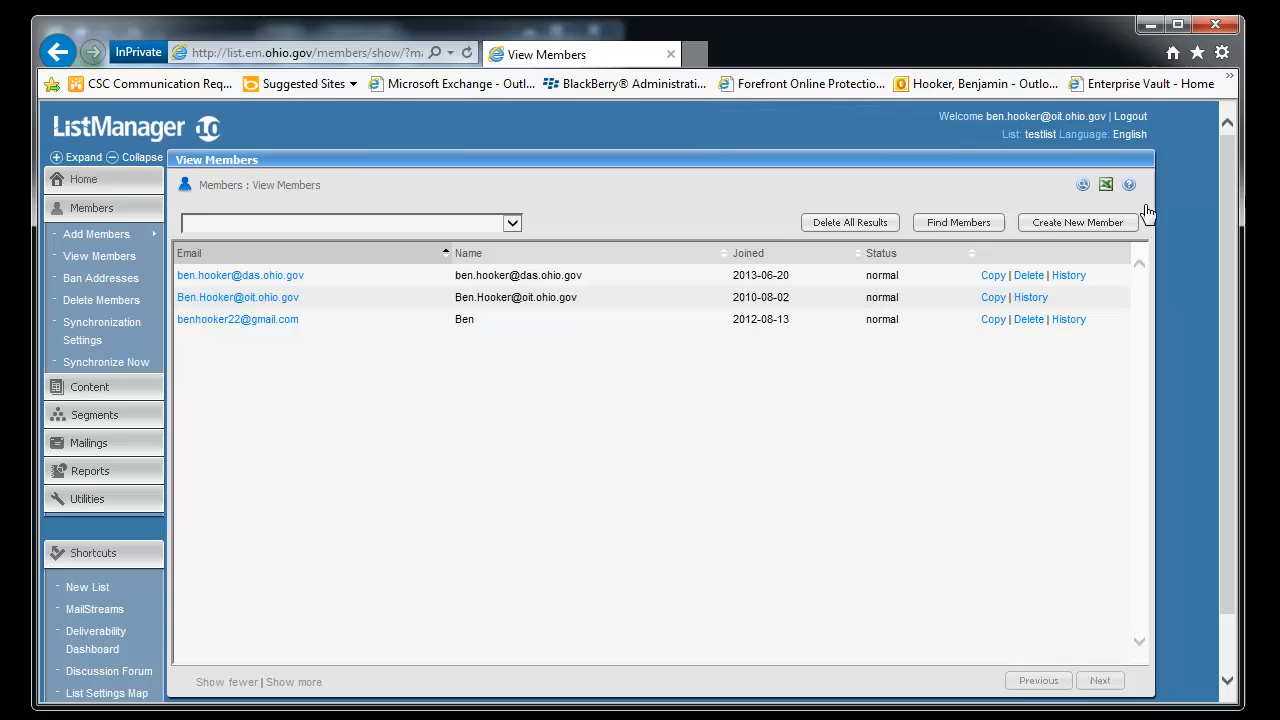 InPrivate
http://list.em.ohio.gov/members/show/?m
View Members
CSC Communication Req...
Suggested Sites
Microsoft Exchange - Outl...
BlackBerry® Administrati...
Forefront Online Protectio...
Hooker, Benjamin - Outlo...
Enterprise Vault - Home
ListManager 10
Welcome ben.hooker@oit.ohio.gov | Logout
List: testlist Language: English
Expand Collapse
View Members
Home
Members
Add Members
View Members
Ban Addresses
Delete Members
Synchronization
Settings
Synchronize Now
Content
Segments
Mailings
Reports
Utilities
Shortcuts
New List
MailStreams
Deliverability
Dashboard
Discussion Forum
List Settings Map
Members : View Members
Delete All Results Find Members Create New Member
Email Name Joined Status
ben.hooker@das.ohio.gov ben.hooker@das.ohio.gov 2013-06-20 normal Copy | Delete | History
Ben.Hooker@oit.ohio.gov Ben.Hooker@oit.ohio.gov 2010-08-02 normal Copy | History
benhooker22@gmail.com Ben 2012-08-13 normal Copy | Delete | History
Show fewer | Show more
Previous Next